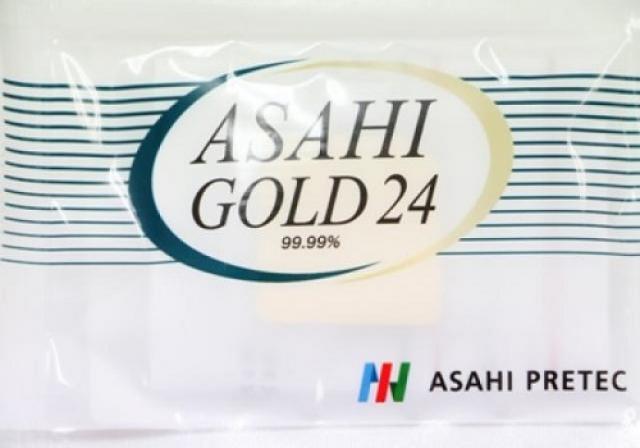 ASAHI
GOLD 24
99.99%
ASAHI PRETEC